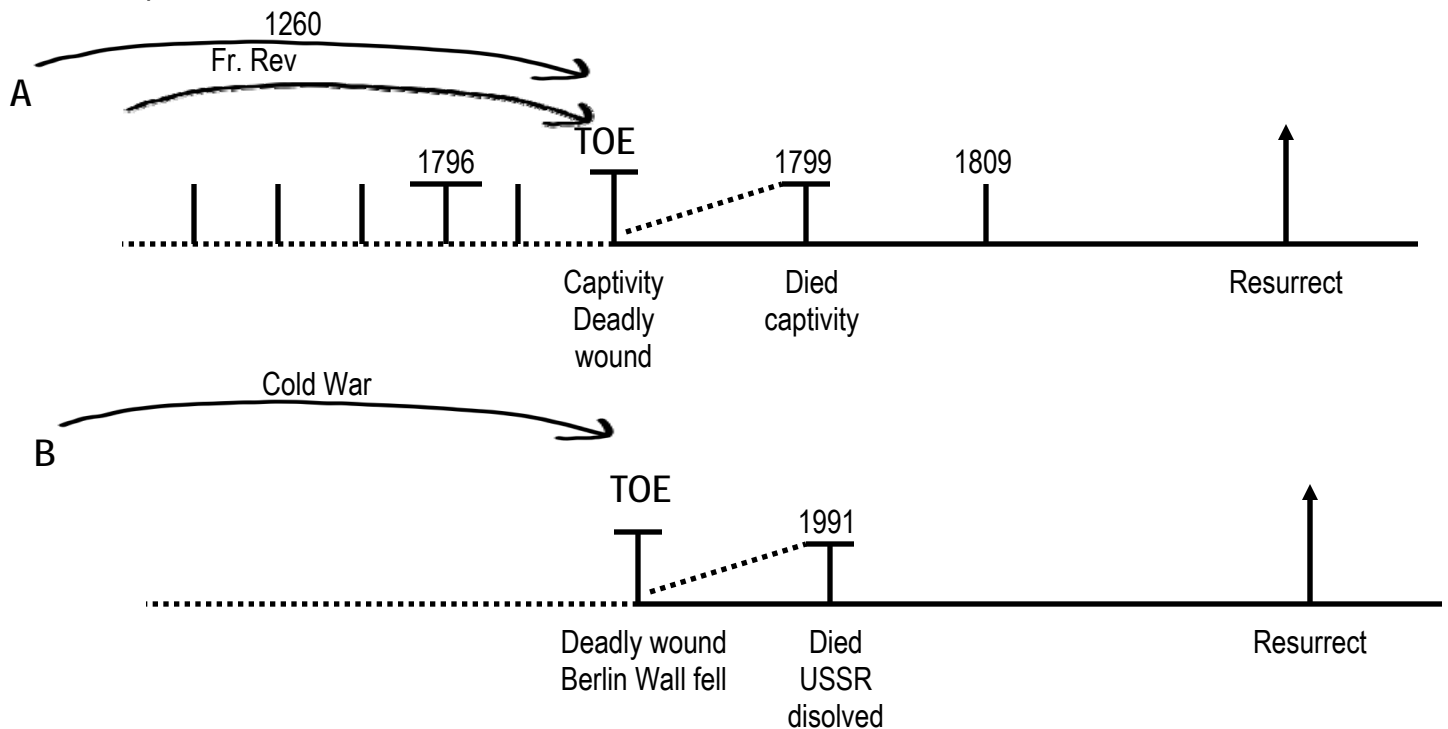 1260
Fr. Rev
A
TOE
1796
1799
1809
Captivity
Deadly
wound
Died
captivity
Resurrect
Cold War
B
TOE
1991
Deadly wound
Berlin Wall fell
Died
USSR
disolved
Resurrect